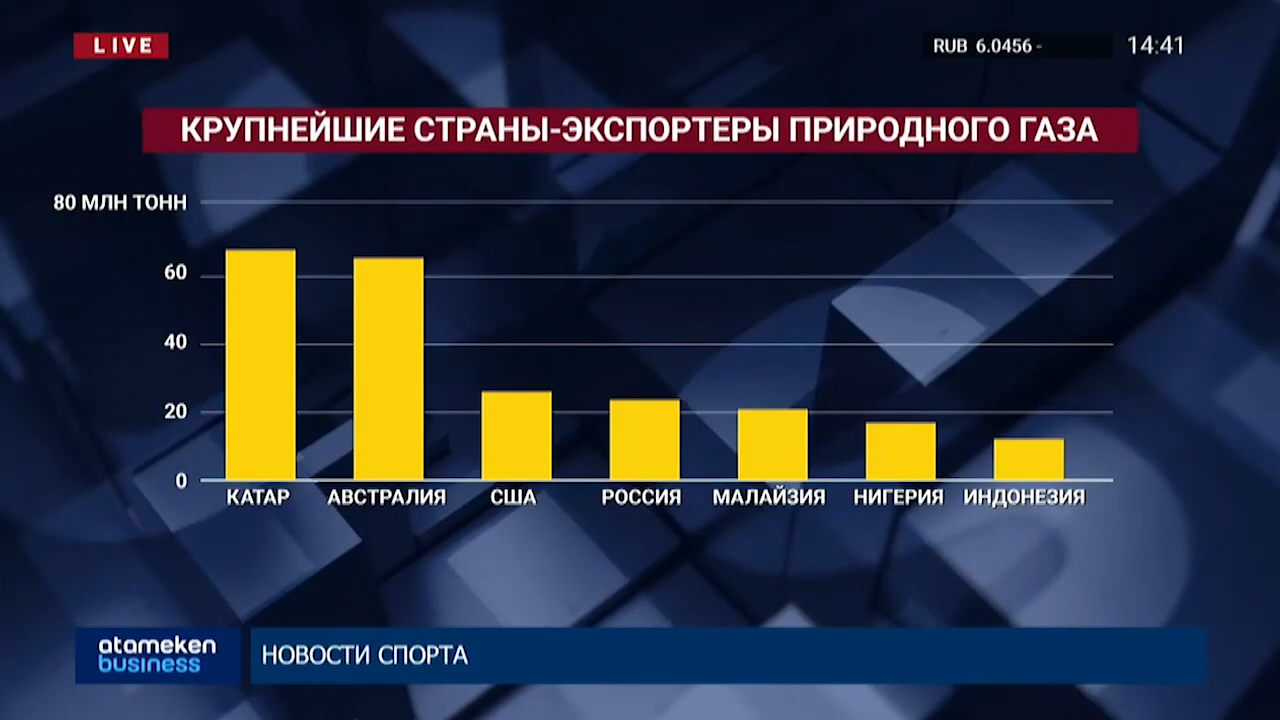 LIVE
RUB 6.0456 -
14:41
КРУПНЕЙШИЕ СТРАНЫ-ЭКСПОРТЕРЫ ПРИРОДНОГО ГАЗА
80 МЛН ТОНН
60
40
20
0
КАТАР
АВСТРАЛИЯ
США
РОССИЯ
МАЛАЙЗИЯ
НИГЕРИЯ
ИНДОНЕЗИЯ
atameken
business
НОВОСТИ СПОРТА